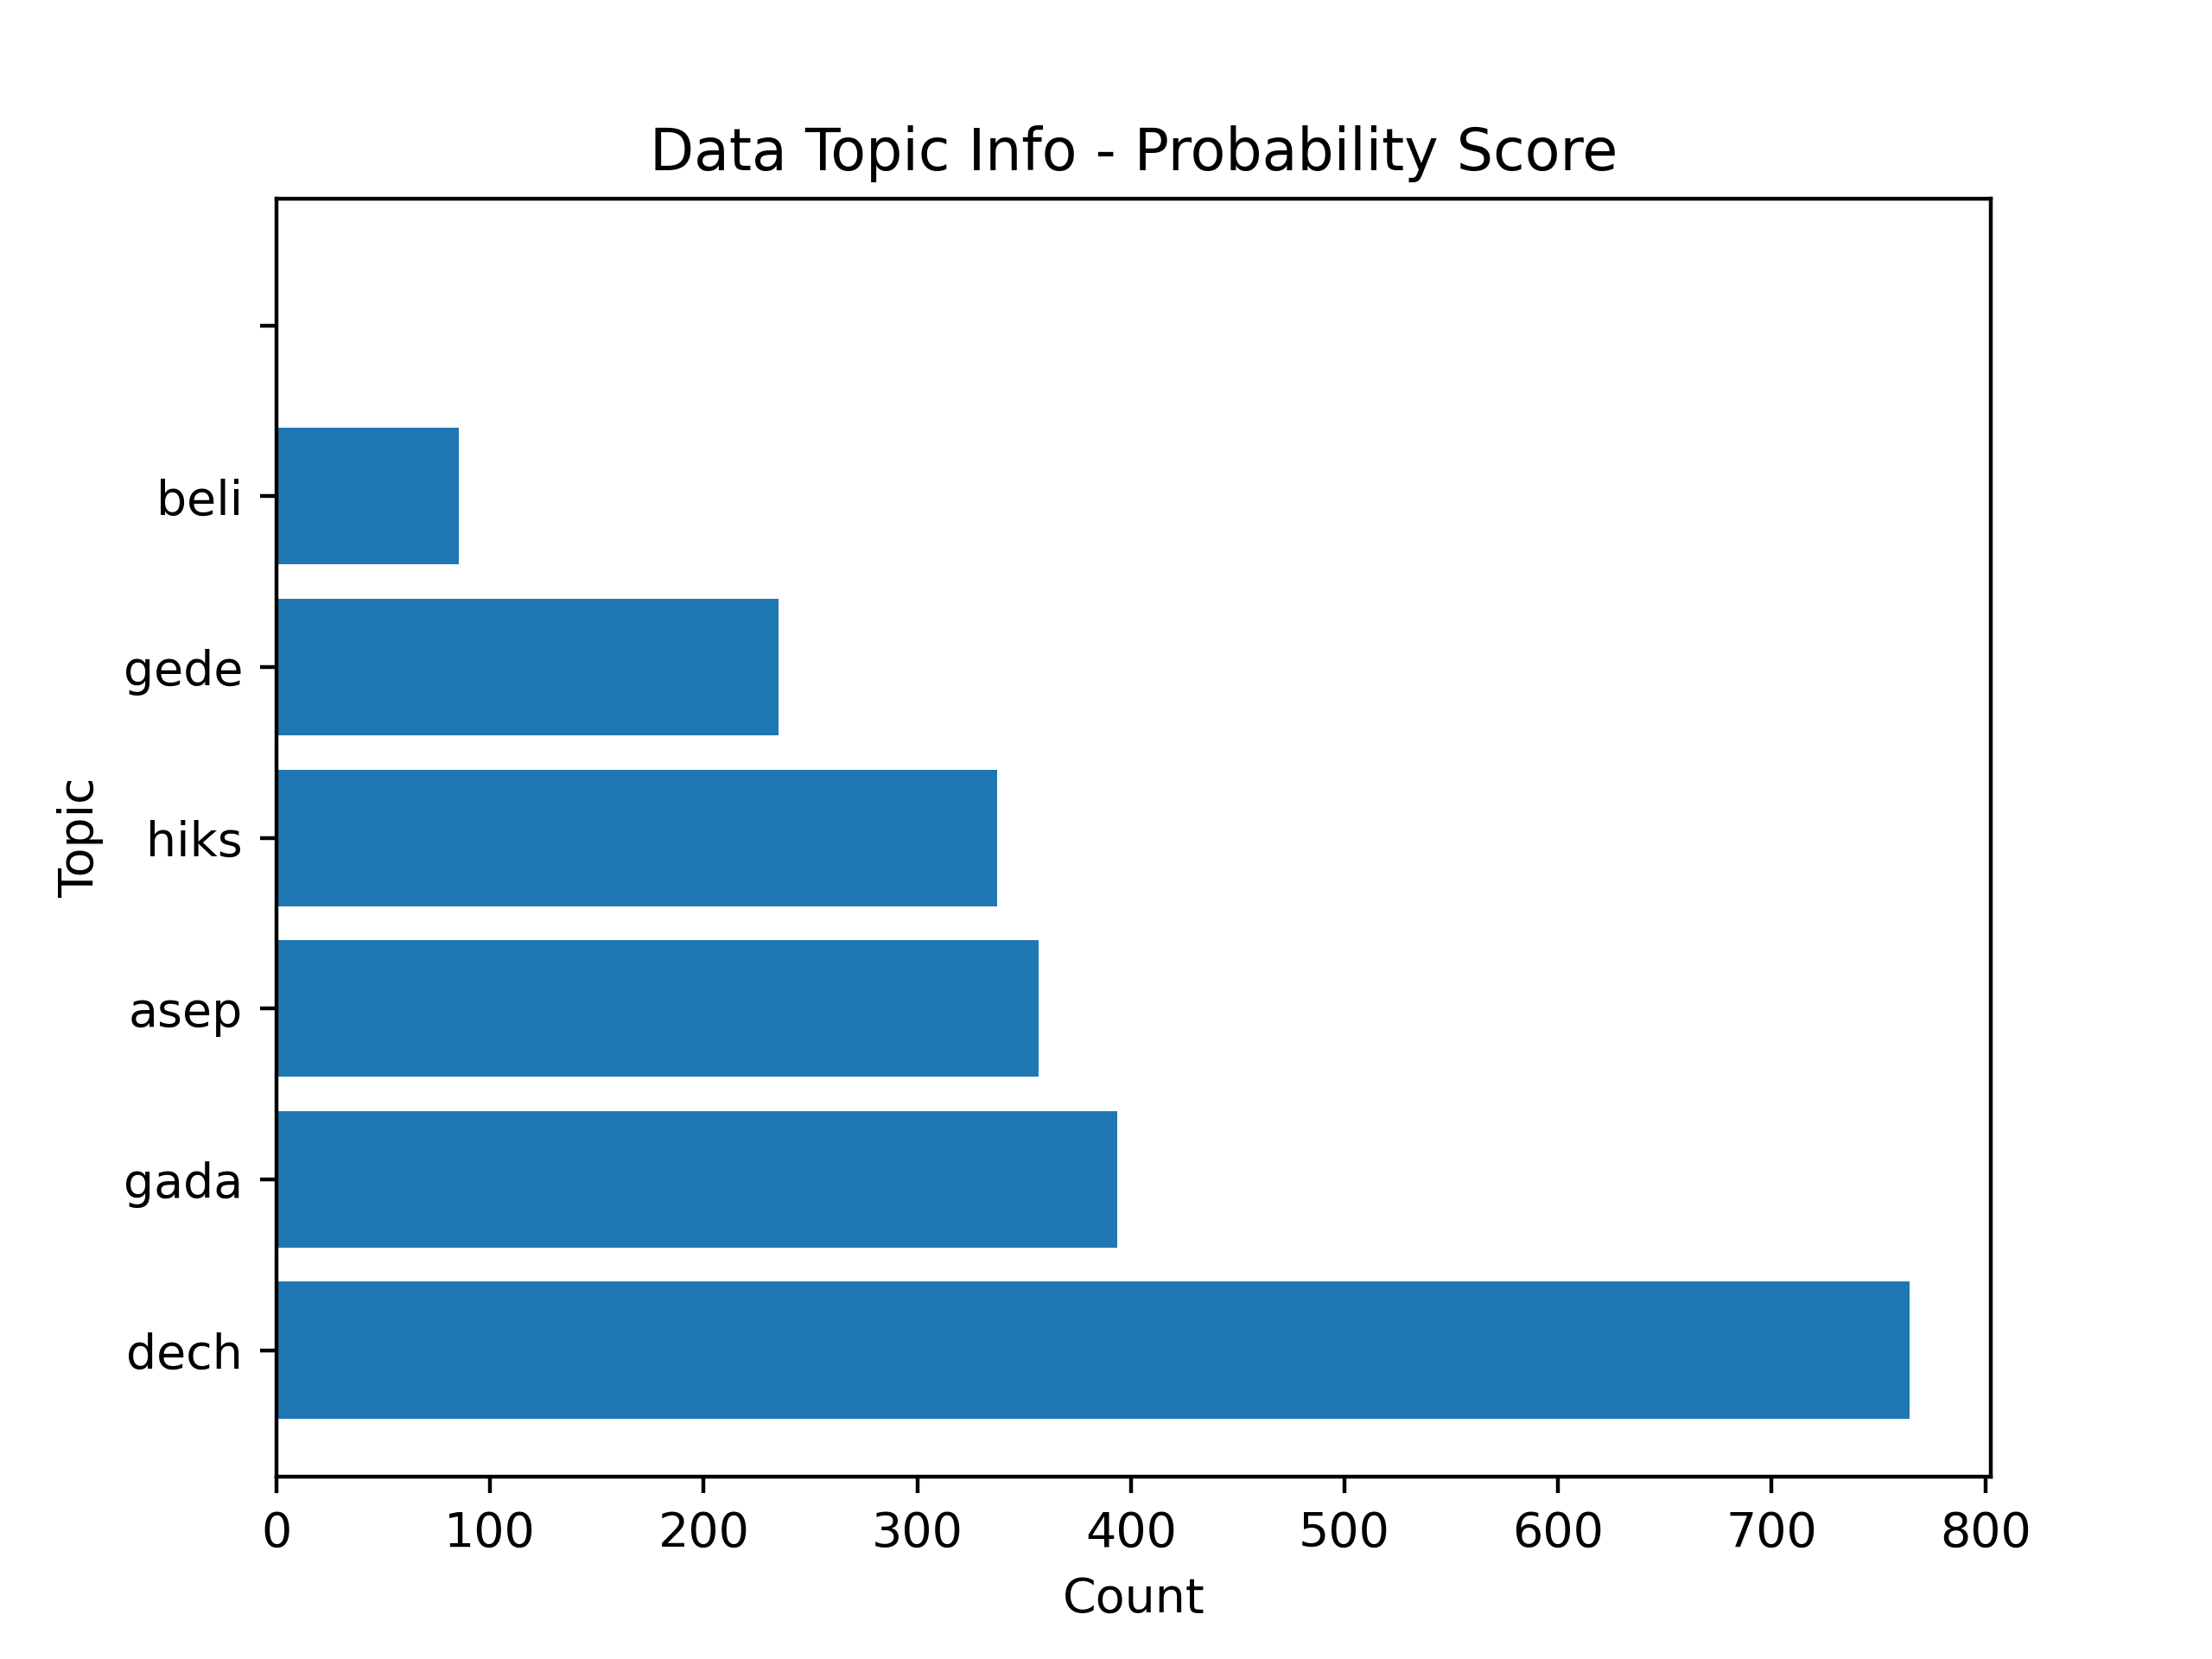 Data Topic Info - Probability Score
Topic
beli
gede
hiks
asep
gada
dech
0 100 200 300 400 500 600 700 800
Count